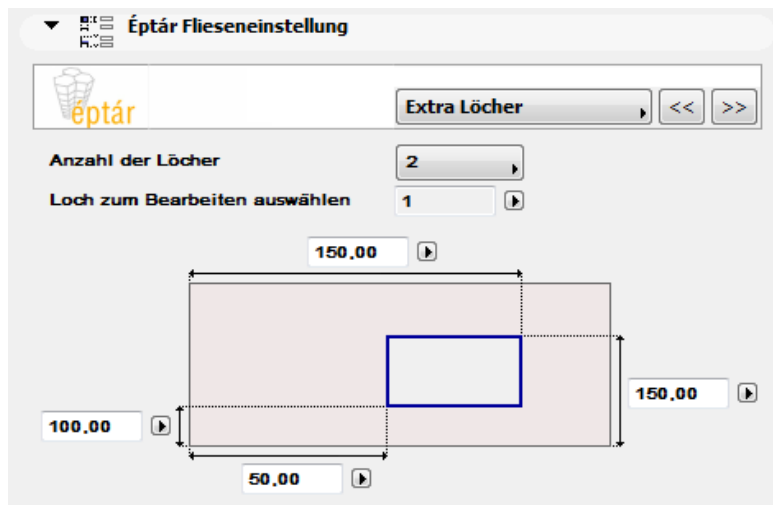 Éptár Flieseneinstellung
éptár
Extra Löcher << >>
Anzahl der Löcher 2
Loch zum Bearbeiten auswählen 1
150,00
150,00
100,00
50,00